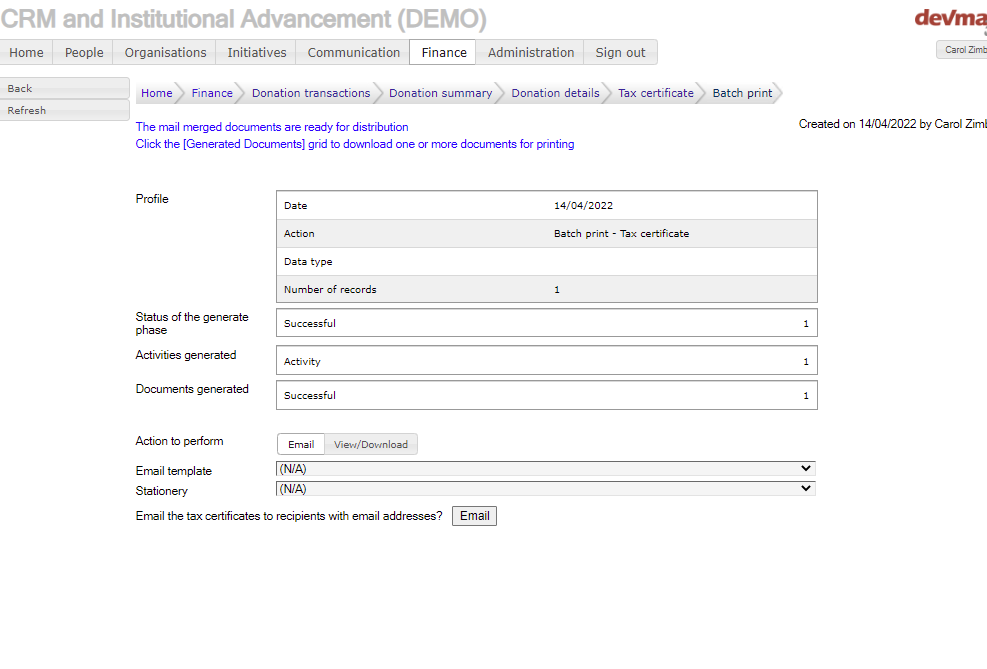 CRM and Institutional Advancement (DEMO)
devma
Home People Organisations Initiatives Communication Finance Administration Sign out
Carol Zimb
Back
Refresh
Home Finance Donation transactions Donation summary Donation details Tax certificate Batch print
The mail merged documents are ready for distribution
Created on 14/04/2022 by Carol Zimb
Click the [Generated Documents] grid to download one or more documents for printing
Profile
Date 14/04/2022
Action Batch print - Tax certificate
Data type
Number of records 1
Status of the generate
phase
Successful 1
Activities generated
Activity 1
Documents generated
Successful 1
Action to perform Email View/Download
Email template (N/A)
Stationery (N/A)
Email the tax certificates to recipients with email addresses? Email